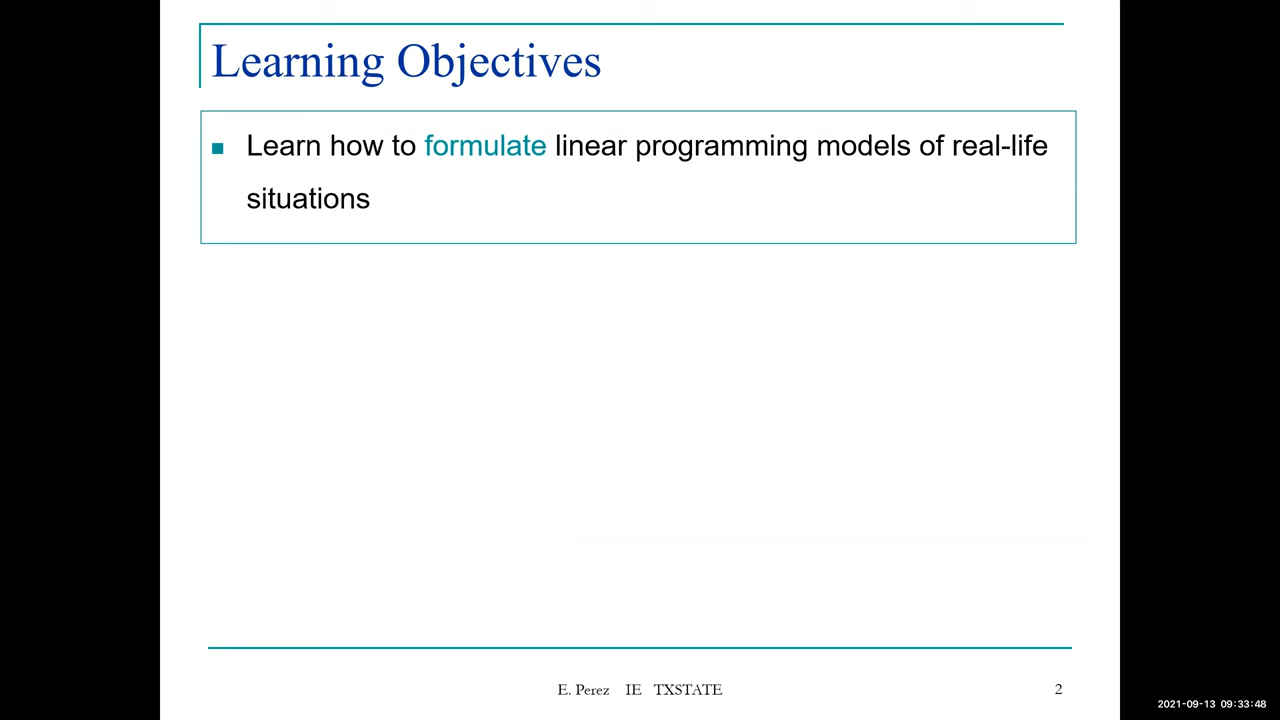 Learning Objectives
Learn how to formulate linear programming models of real-life
situations
E. Perez IE TXSTATE
2
2021-09-13 09:33:48